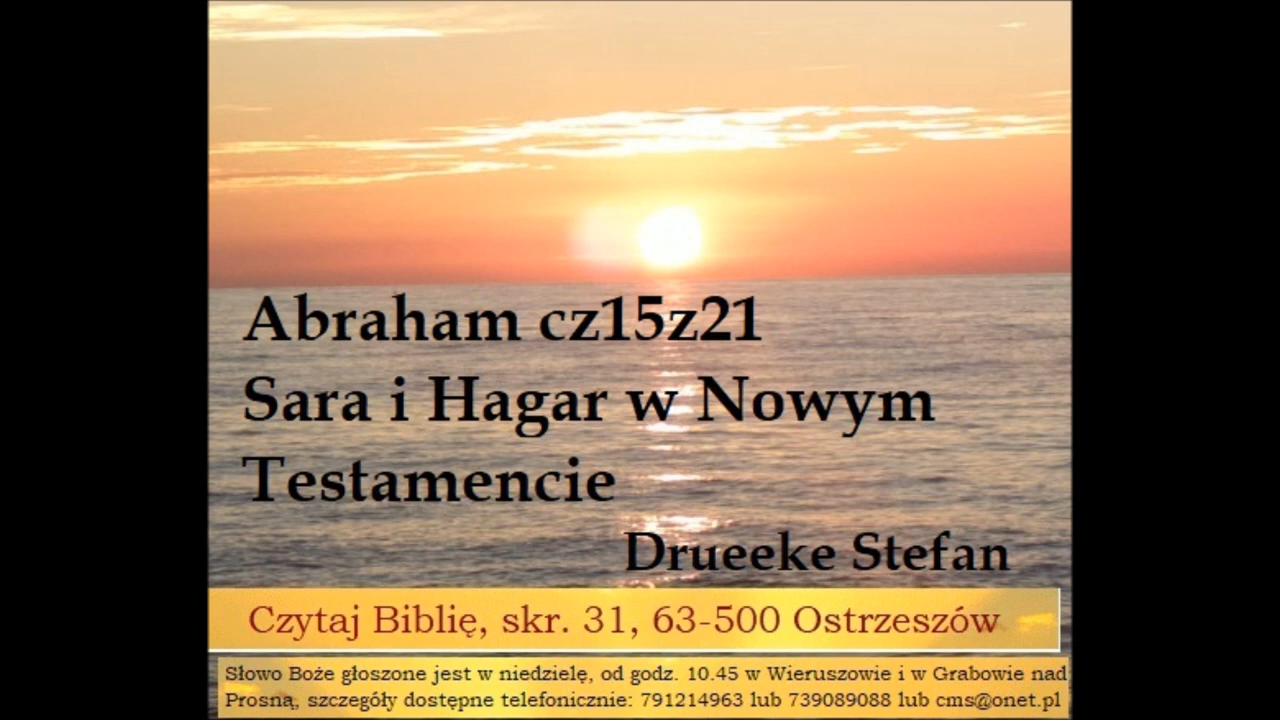 Abraham cz15z21
Sara i Hagar w Nowym
Testamencie
Drueeke Stefan
Czytaj Biblię, skr. 31, 63-500 Ostrzeszów
Słowo Boże głoszone jest w niedzielę, od godz. 10.45 w Wieruszowie i w Grabowie nad
Prosną, szczegóły dostępne telefonicznie: 791214963 lub 739089088 lub cms@onet.pl